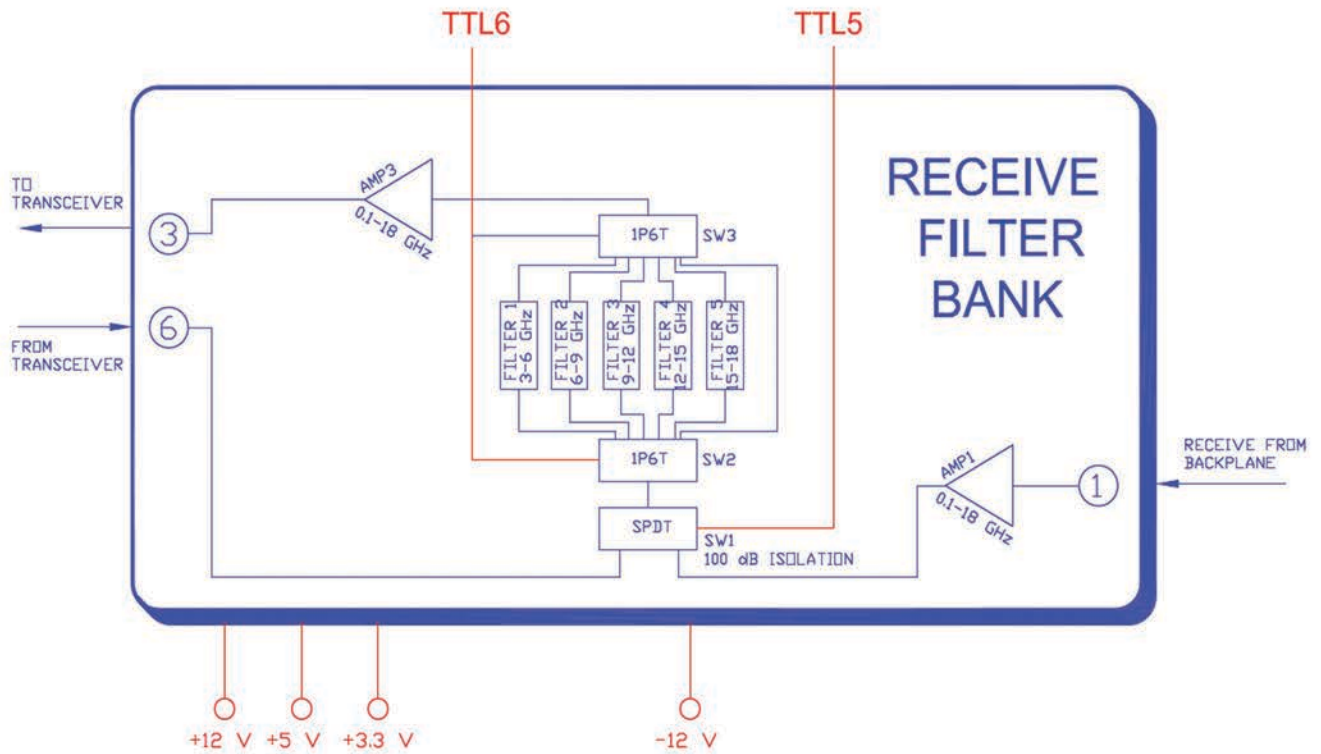 TTL6
TTL5
RECEIVE
FILTER
BANK
TO
TRANSCEIVER
3
AMP3
0.1-18 GHz
1P6T
SW3
6
FROM
TRANSCEIVER
FILTER 1
3-6 GHz
FILTER 2
6-9 GHz
FILTER 3
9-12 GHz
FILTER 4
12-15 GHz
FILTER 5
15-18 GHz
1P6T
SW2
AMP1
0.1-18 GHz
1
RECEIVE FROM
BACKPLANE
SPDT
SW1
100 dB ISOLATION
+12 V
+5 V
+3.3 V
-12 V